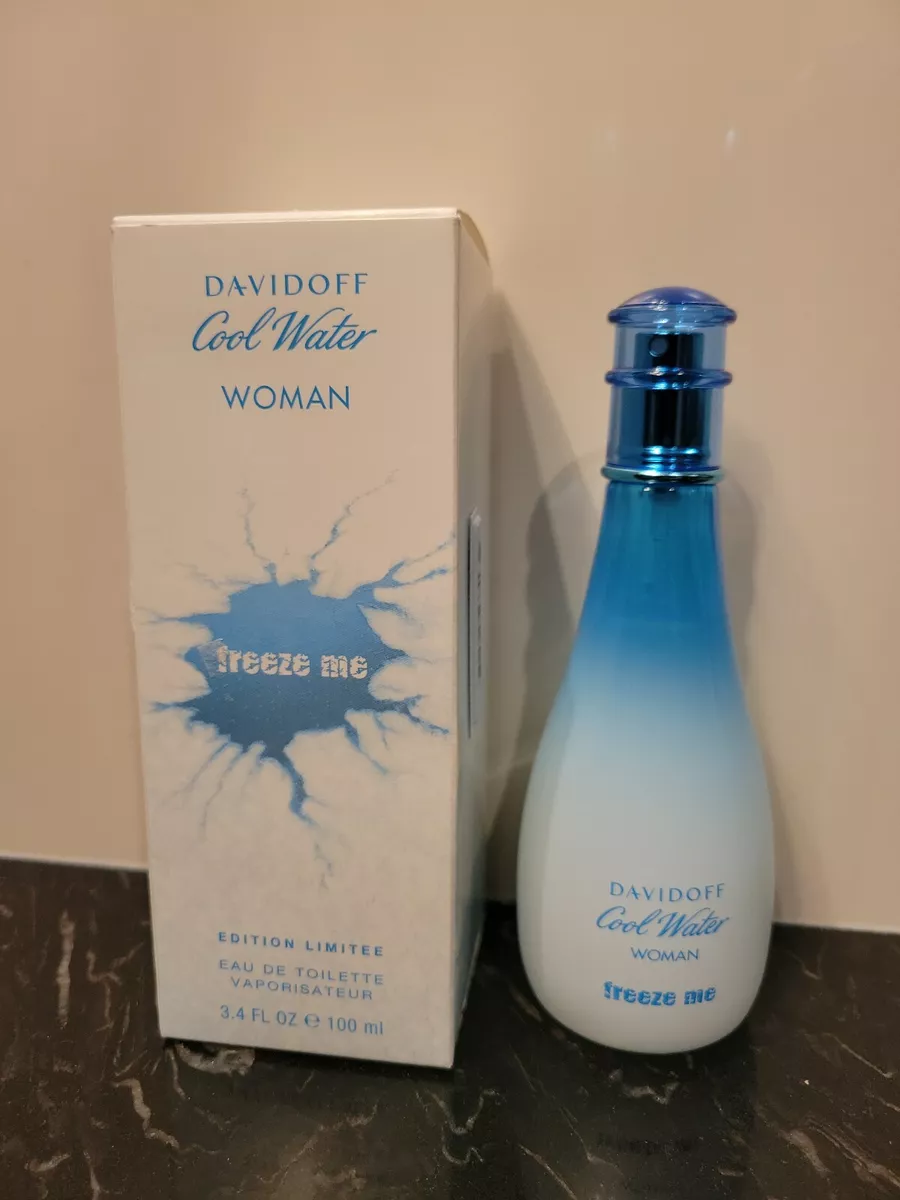 DAVIDOFF
Cool Water
WOMAN
freeze me
EDITION LIMITEE
EAU DE TOILETTE
VAPORISATEUR
3.4 FL OZ ℮ 100 ml
DAVIDOFF
Cool Water
WOMAN
freeze me